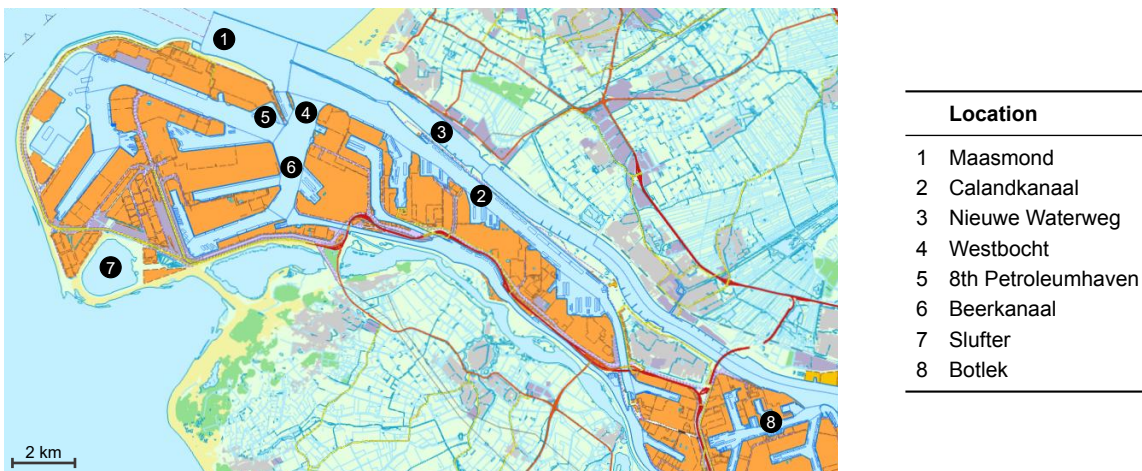 1
2
3
4
5
6
7
8
2 km
Location
1 Maasmond
2 Calandkanaal
3 Nieuwe Waterweg
4 Westbocht
5 8th Petroleumhaven
6 Beerkanaal
7 Slufter
8 Botlek